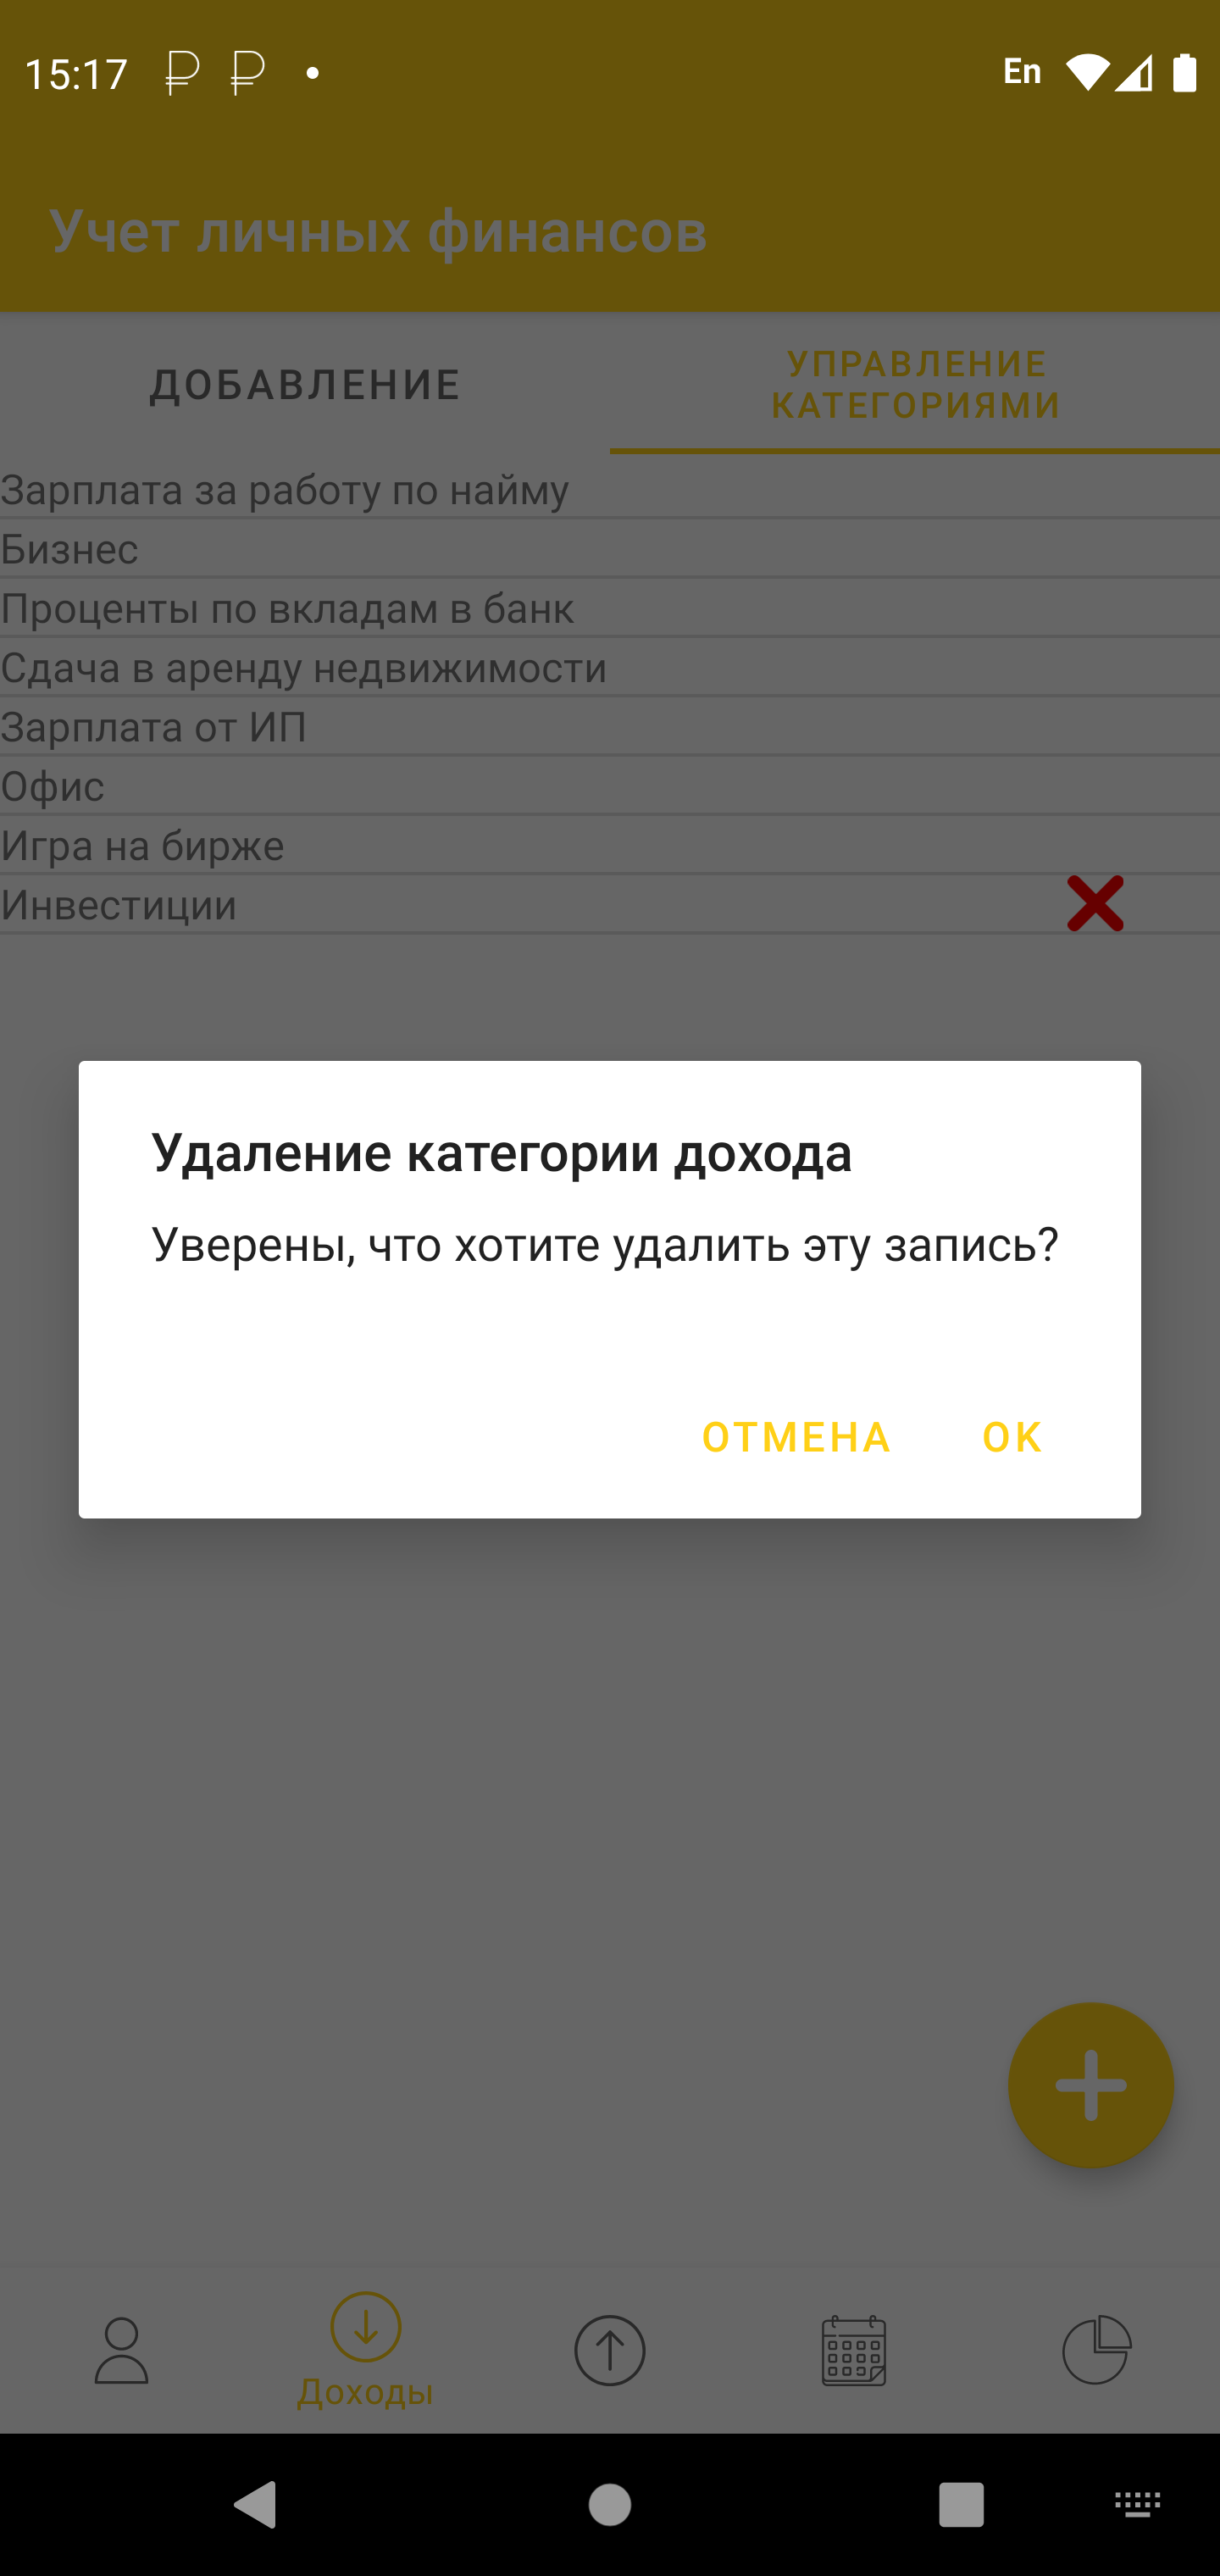 15:17
En
Учет личных финансов
ДОБАВЛЕНИЕ
УПРАВЛЕНИЕ
КАТЕГОРИЯМИ
Зарплата за работу по найму
Бизнес
Проценты по вкладам в банк
Сдача в аренду недвижимости
Зарплата от ИП
Офис
Игра на бирже
Инвестиции
Удаление категории дохода
Уверены, что хотите удалить эту запись?
ОТМЕНА
OK
Доходы